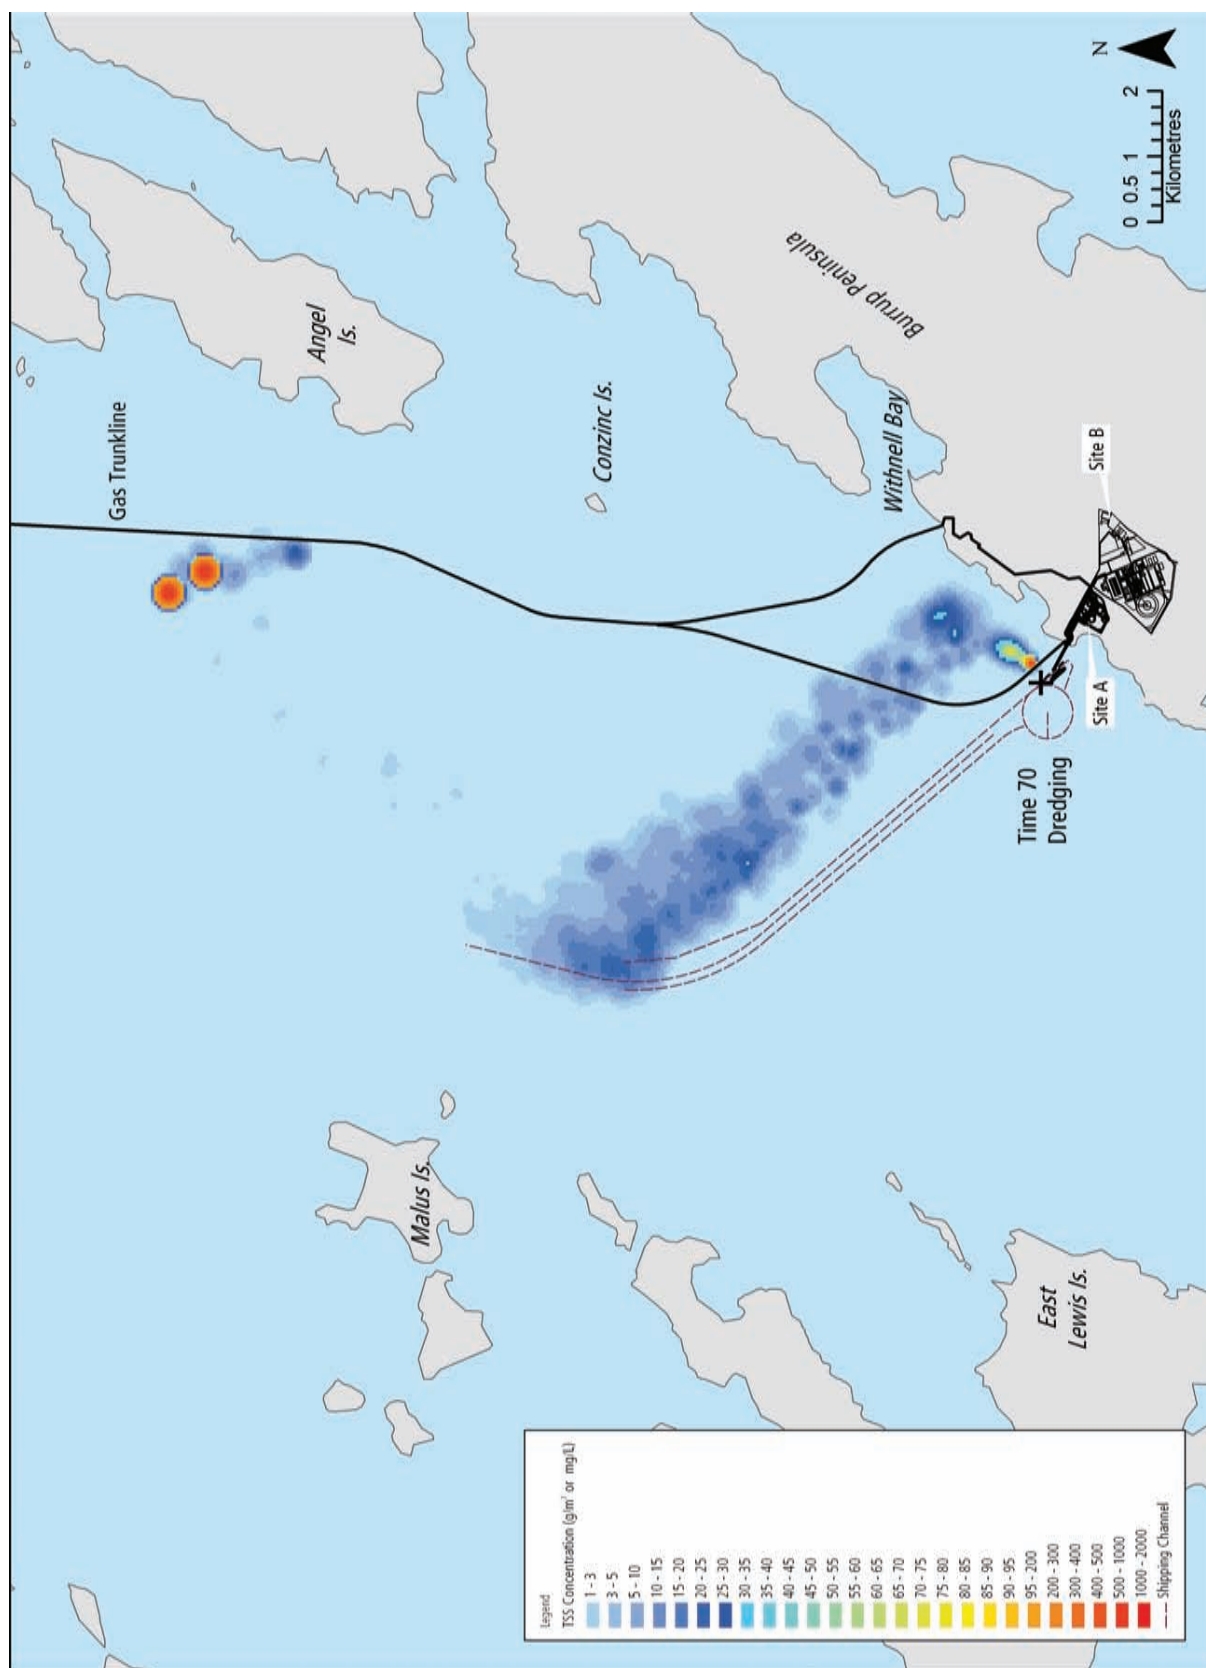 Gas Trunkline
Angel
Is.
Conzinc Is.
Burrup Peninsula
Withnell Bay
Malus Is.
East
Lewis Is.
Time 70
Dredging
Site A
Site B
N
0 0.5 1 2
Kilometres
Legend
TSS Concentration (g/m³ or mg/L)
1 - 3
3 - 5
5 - 10
10 - 15
15 - 20
20 - 25
25 - 30
30 - 35
35 - 40
40 - 45
45 - 50
50 - 55
55 - 60
60 - 65
65 - 70
70 - 75
75 - 80
80 - 85
85 - 90
90 - 95
95 - 200
200 - 300
300 - 400
400 - 500
500 - 1000
1000 - 2000
Shipping Channel